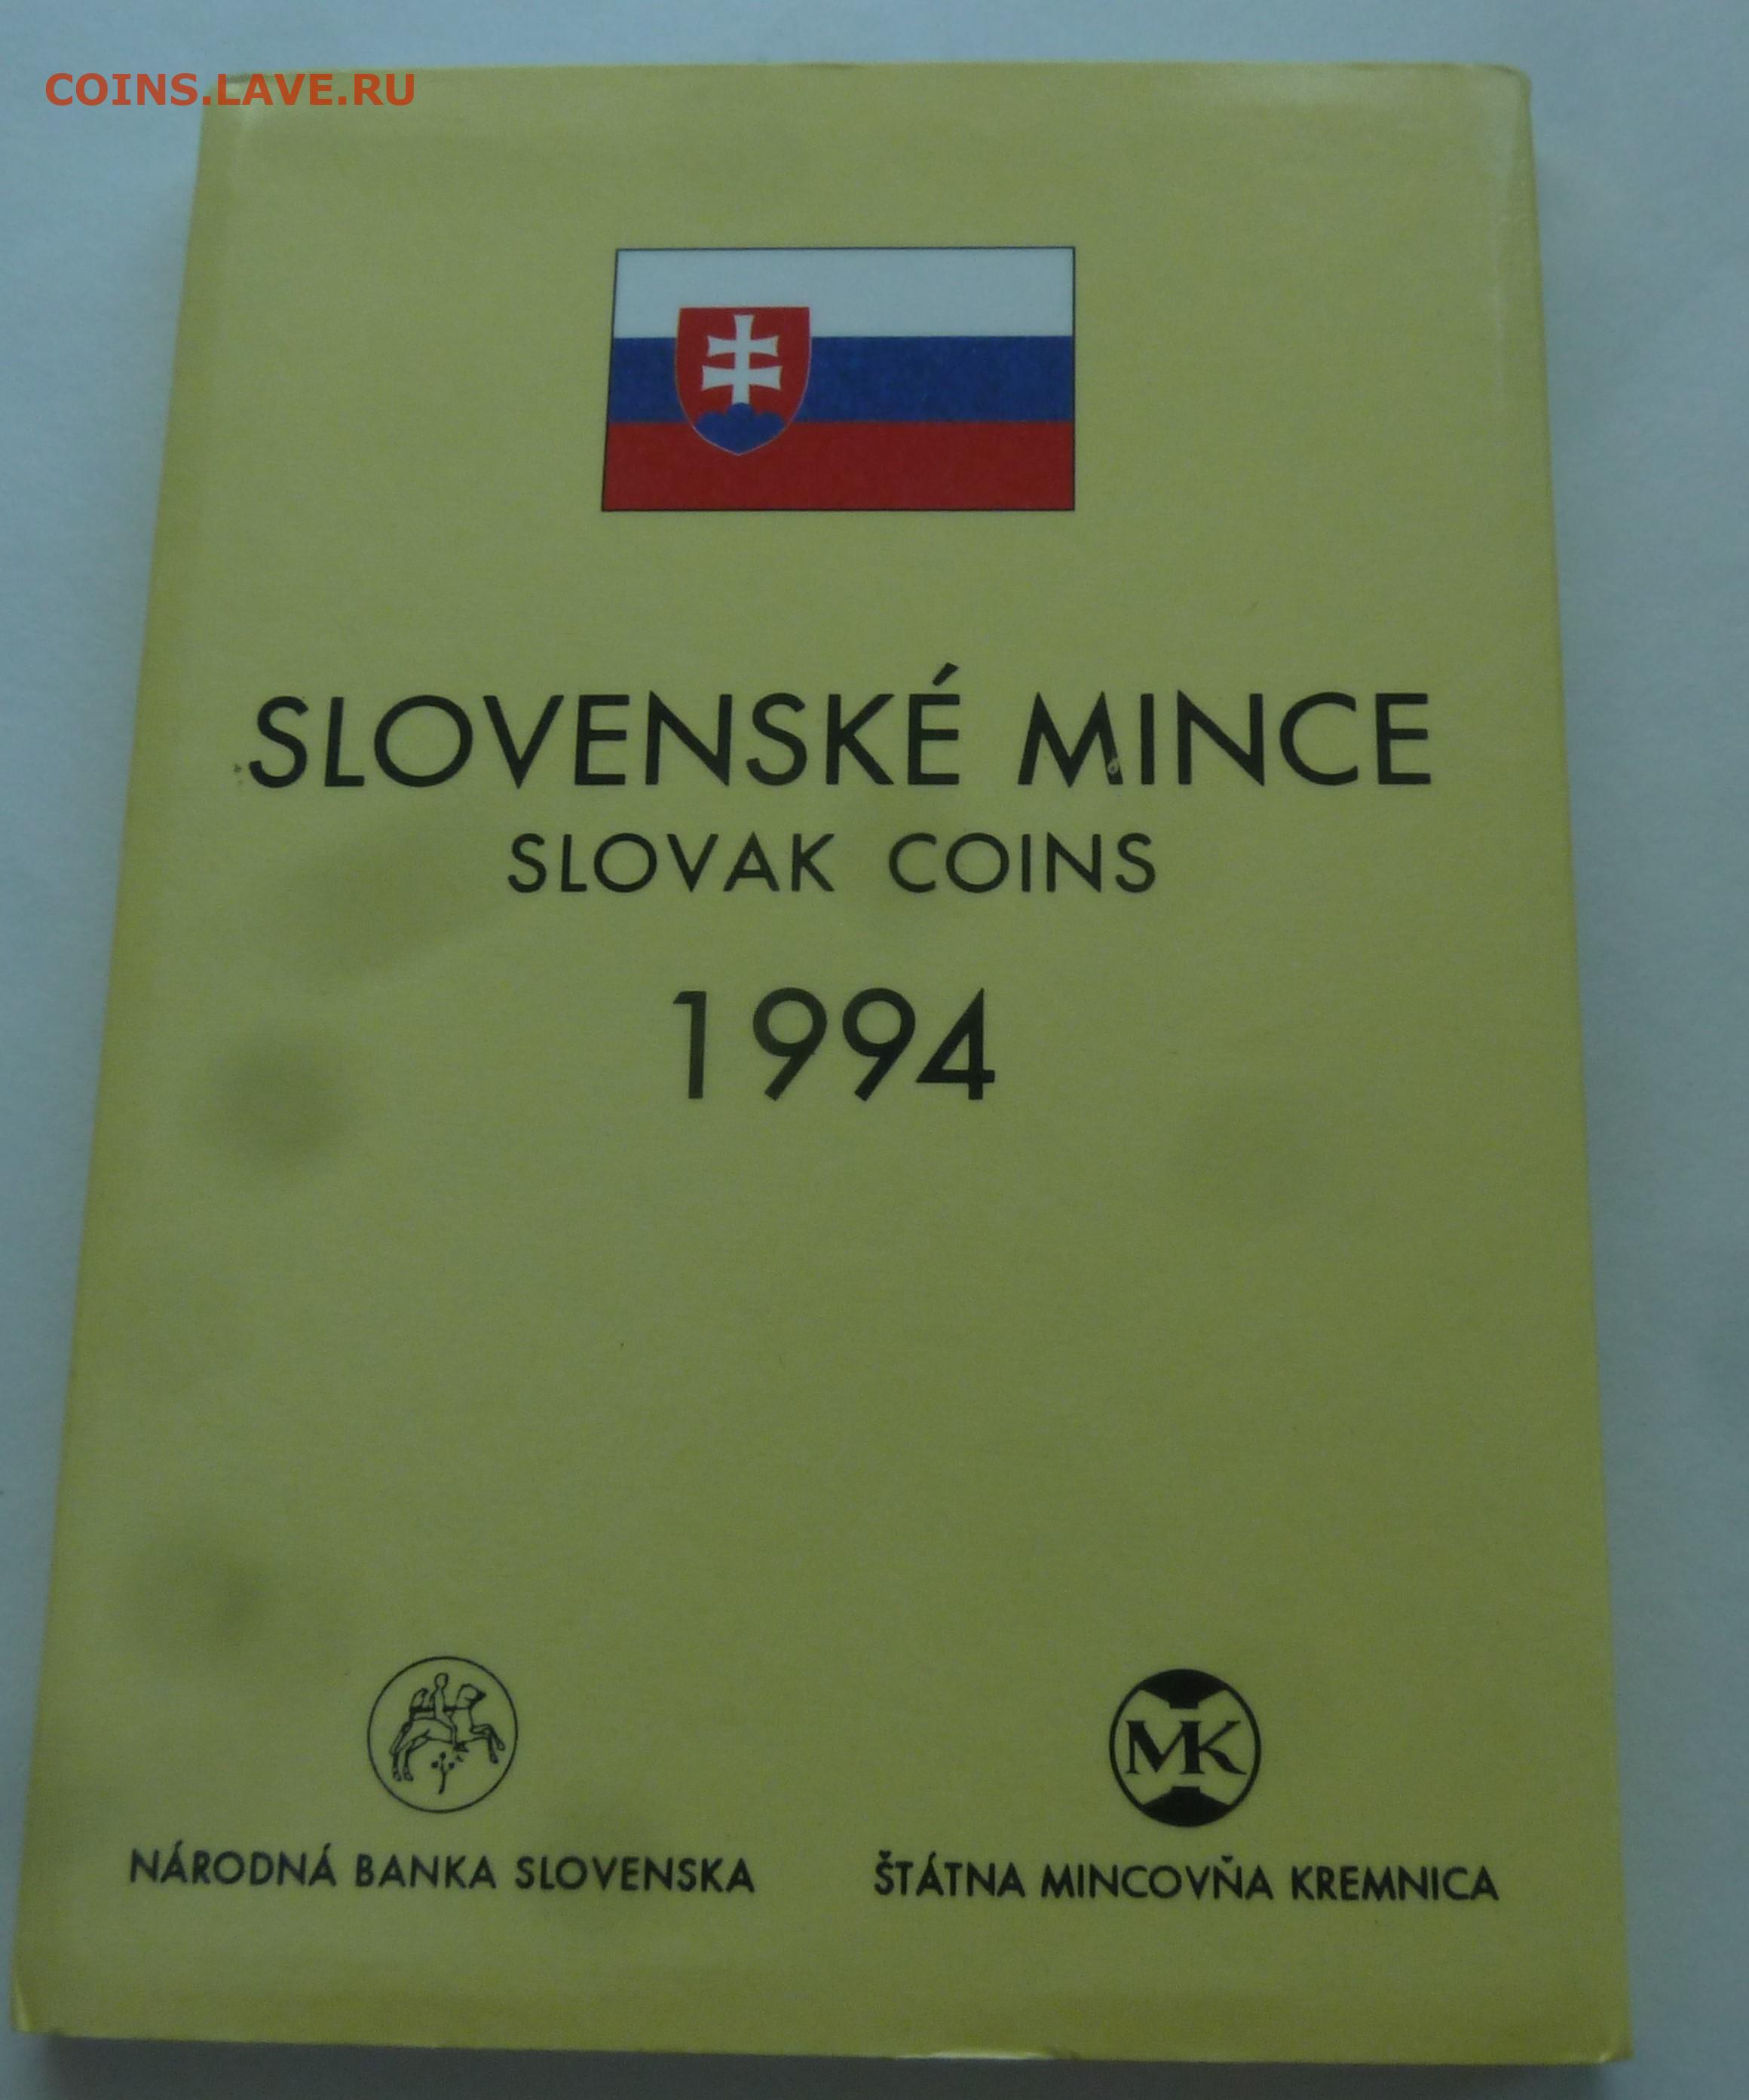 COINS.LAVE.RU
SLOVENSKÉ MINCE
SLOVAK COINS
1994
MK
NÁRODNÁ BANKA SLOVENSKA
ŠTÁTNA MINCOVŇA KREMNICA